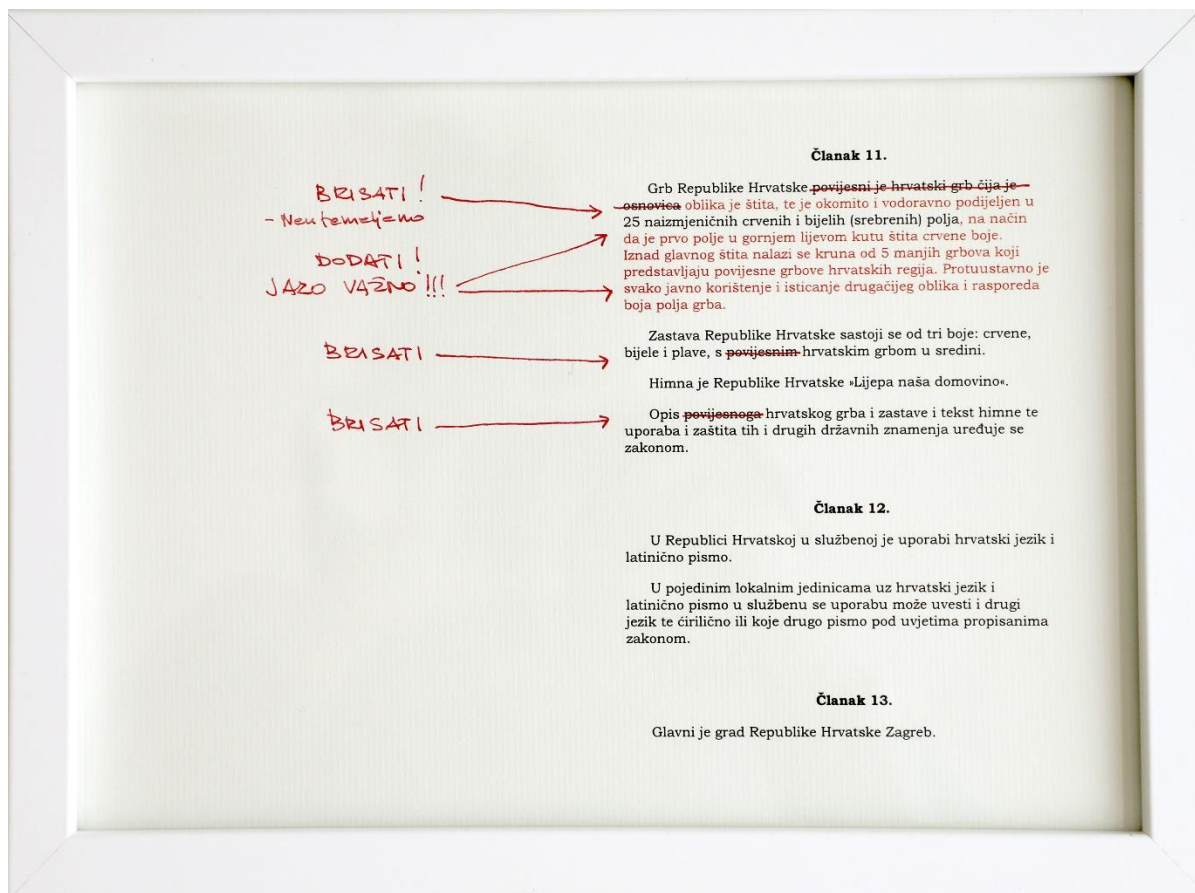 BRISATI!
- Neutemeljeno
DODATI!
JAKO VAŽNO!!!
BRISATI
BRISATI
Članak 11.
Grb Republike Hrvatske povijesni je hrvatski grb čija je
osnovica oblika je štita, te je okomito i vodoravno podijeljen u
25 naizmjeničnih crvenih i bijelih (srebrenih) polja, na način
da je prvo polje u gornjem lijevom kutu štita crvene boje.
Iznad glavnog štita nalazi se kruna od 5 manjih grbova koji
predstavljaju povijesne grbove hrvatskih regija. Protuustavno je
svako javno korištenje i isticanje drugačijeg oblika i rasporeda
boja polja grba.
Zastava Republike Hrvatske sastoji se od tri boje: crvene,
bijele i plave, s povijesnim hrvatskim grbom u sredini.
Himna je Republike Hrvatske »Lijepa naša domovino«.
Opis povijesnoga hrvatskog grba i zastave i tekst himne te
uporaba i zaštita tih i drugih državnih znamenja uređuje se
zakonom.
Članak 12.
U Republici Hrvatskoj u službenoj je uporabi hrvatski jezik i
latinično pismo.
U pojedinim lokalnim jedinicama uz hrvatski jezik i
latinično pismo u službenu se uporabu može uvesti i drugi
jezik te ćirilično ili koje drugo pismo pod uvjetima propisanima
zakonom.
Članak 13.
Glavni je grad Republike Hrvatske Zagreb.